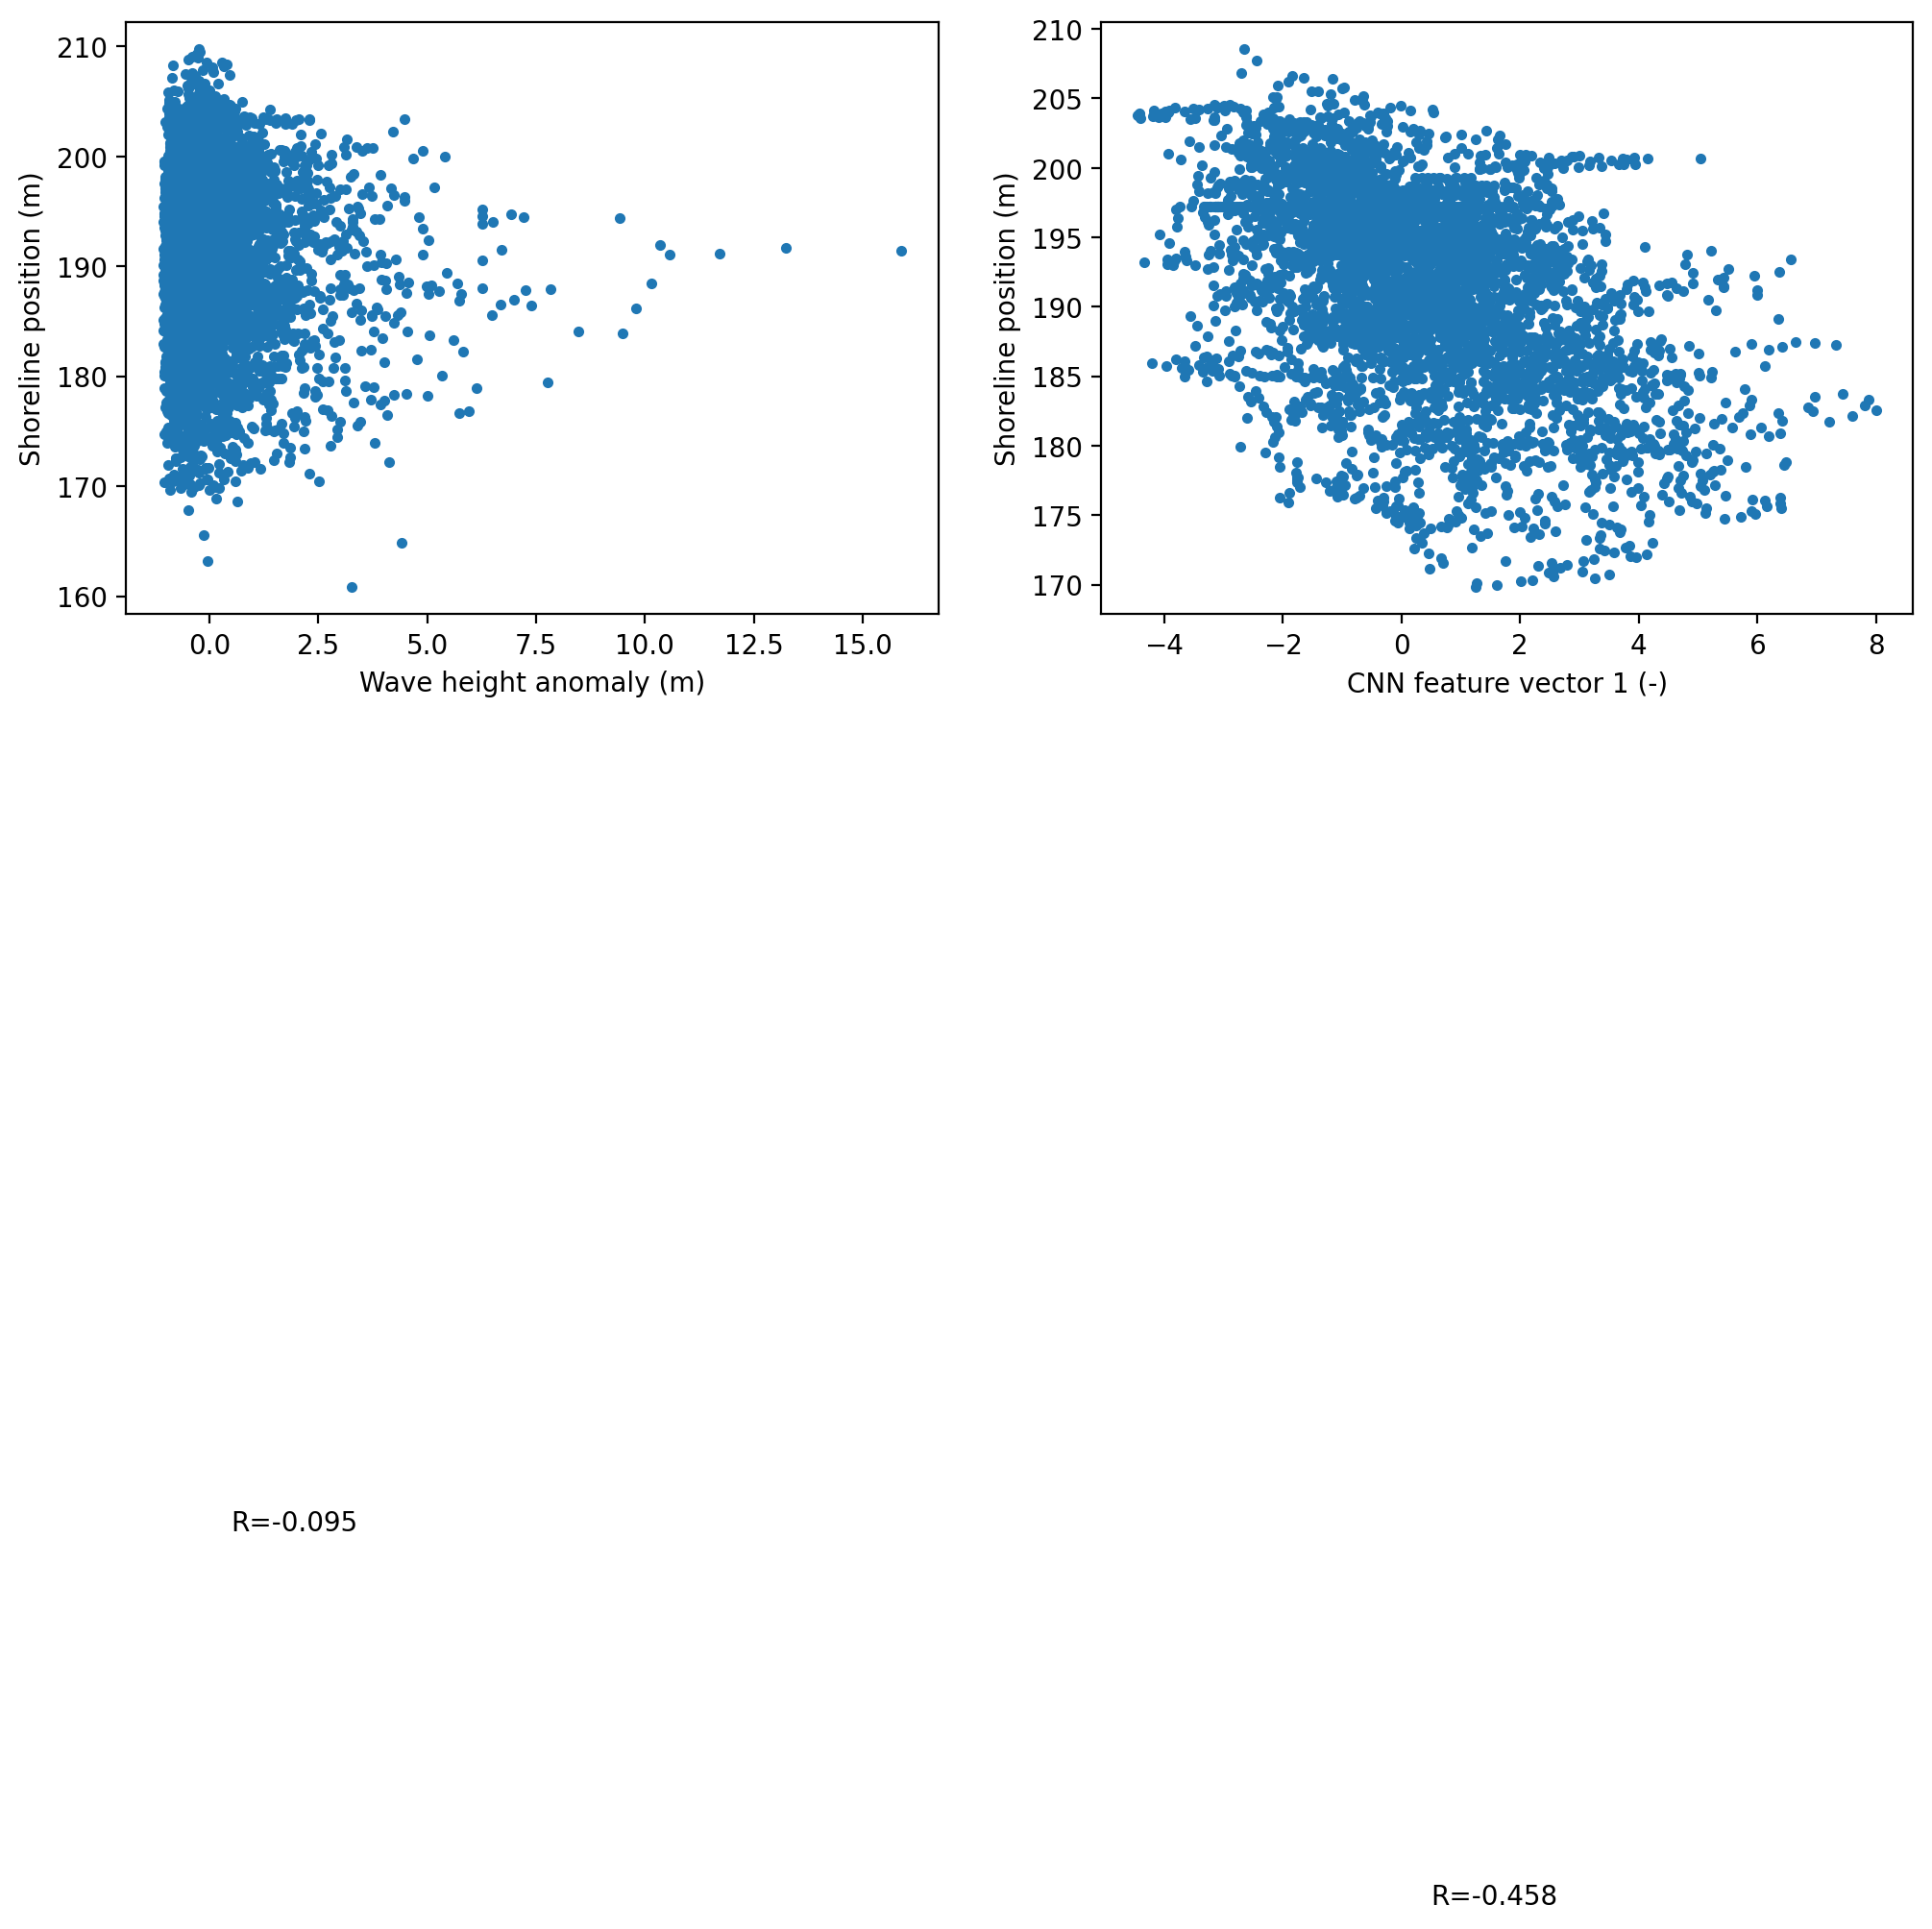 210
200
190
180
170
160
Shoreline position (m)
0.0 2.5 5.0 7.5 10.0 12.5 15.0
Wave height anomaly (m)
210
205
200
195
190
185
180
175
170
Shoreline position (m)
−4 −2 0 2 4 6 8
CNN feature vector 1 (-)
R=-0.095
R=-0.458